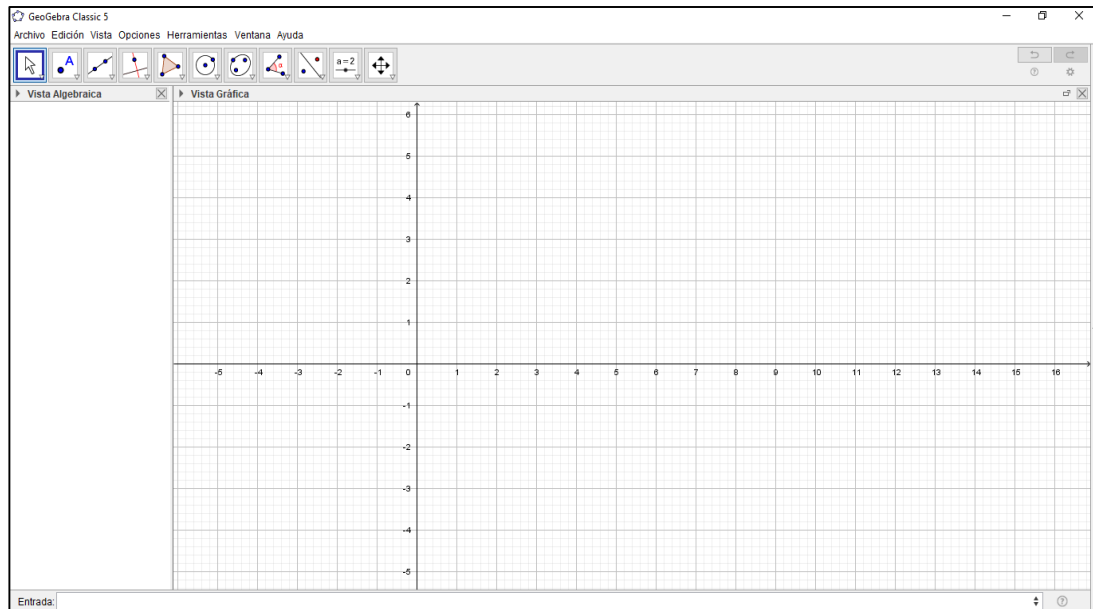 GeoGebra Classic 5
Archivo Edición Vista Opciones Herramientas Ventana Ayuda
A
α
a=2
Vista Algebraica
Vista Gráfica
6
5
4
3
2
1
-5 -4 -3 -2 -1 0 1 2 3 4 5 6 7 8 9 10 11 12 13 14 15 16
-1
-2
-3
-4
-5
Entrada: